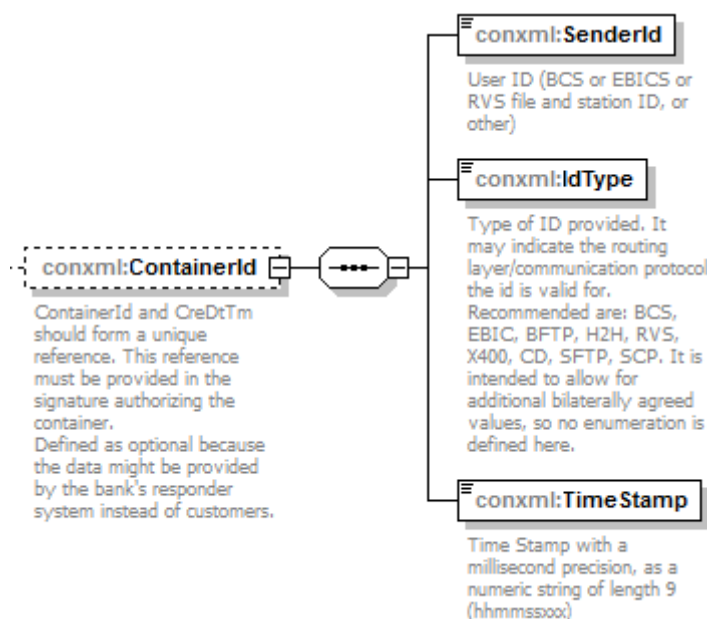 conxml:SenderId
User ID (BCS or EBICS or
RVS file and station ID, or
other)
conxml:IdType
Type of ID provided. It
may indicate the routing
layer/communication protocol
the id is valid for.
Recommended are: BCS,
EBIC, BFTP, H2H, RVS,
X400, CD, SFTP, SCP. It is
intended to allow for
additional bilaterally agreed
values, so no enumeration is
defined here.
conxml:ContainerId
ContainerId and CreDtTm
should form a unique
reference. This reference
must be provided in the
signature authorizing the
container.
Defined as optional because
the data might be provided
by the bank's responder
system instead of customers.
conxml:TimeStamp
Time Stamp with a
millisecond precision, as a
numeric string of length 9
(hhmmssxxx)